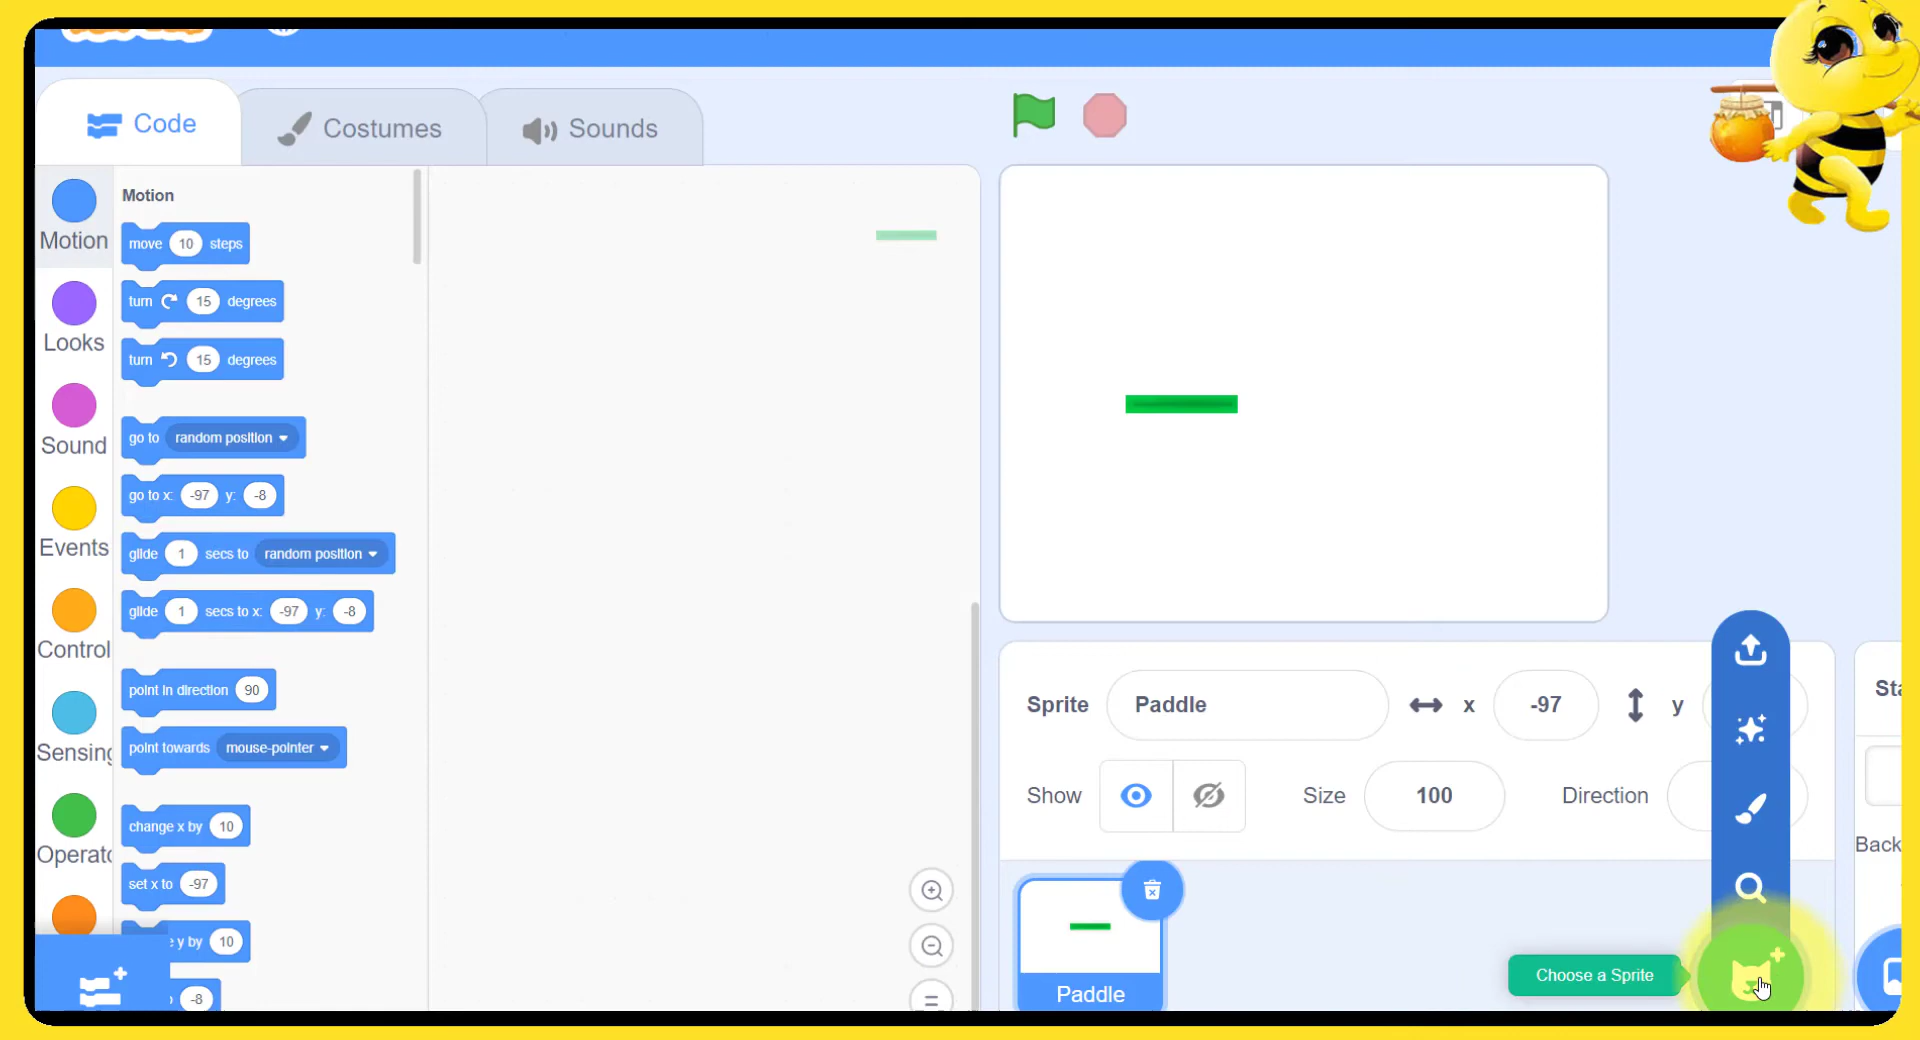 Code
Costumes
Sounds
Motion
Looks
Sound
Events
Control
Sensing
Motion
move 10 steps
turn 15 degrees
turn 15 degrees
go to random position
go to x: -97 y: -8
glide 1 secs to random position
glide 1 secs to x: -97 y: -8
point in direction 90
point towards mouse-pointer
change x by 10
set x to -97
y by 10
-8
Sprite Paddle x -97 y
Show Size 100 Direction
Paddle
Choose a Sprite